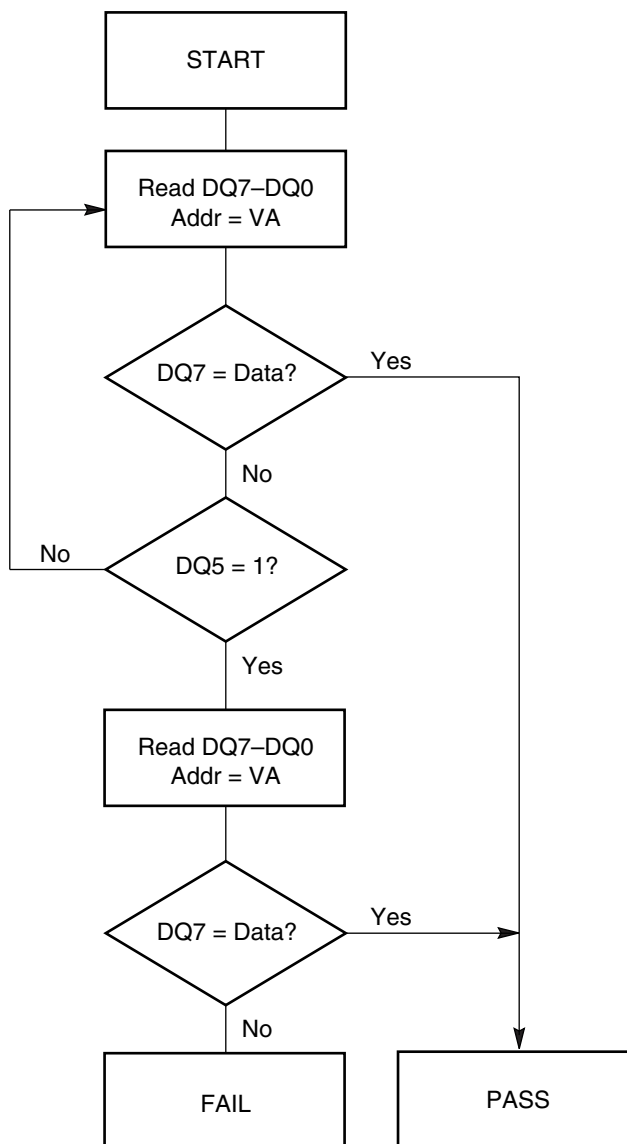 START
Read DQ7–DQ0
Addr = VA
DQ7 = Data?
Yes
No
No
DQ5 = 1?
Yes
Read DQ7–DQ0
Addr = VA
DQ7 = Data?
Yes
No
FAIL
PASS